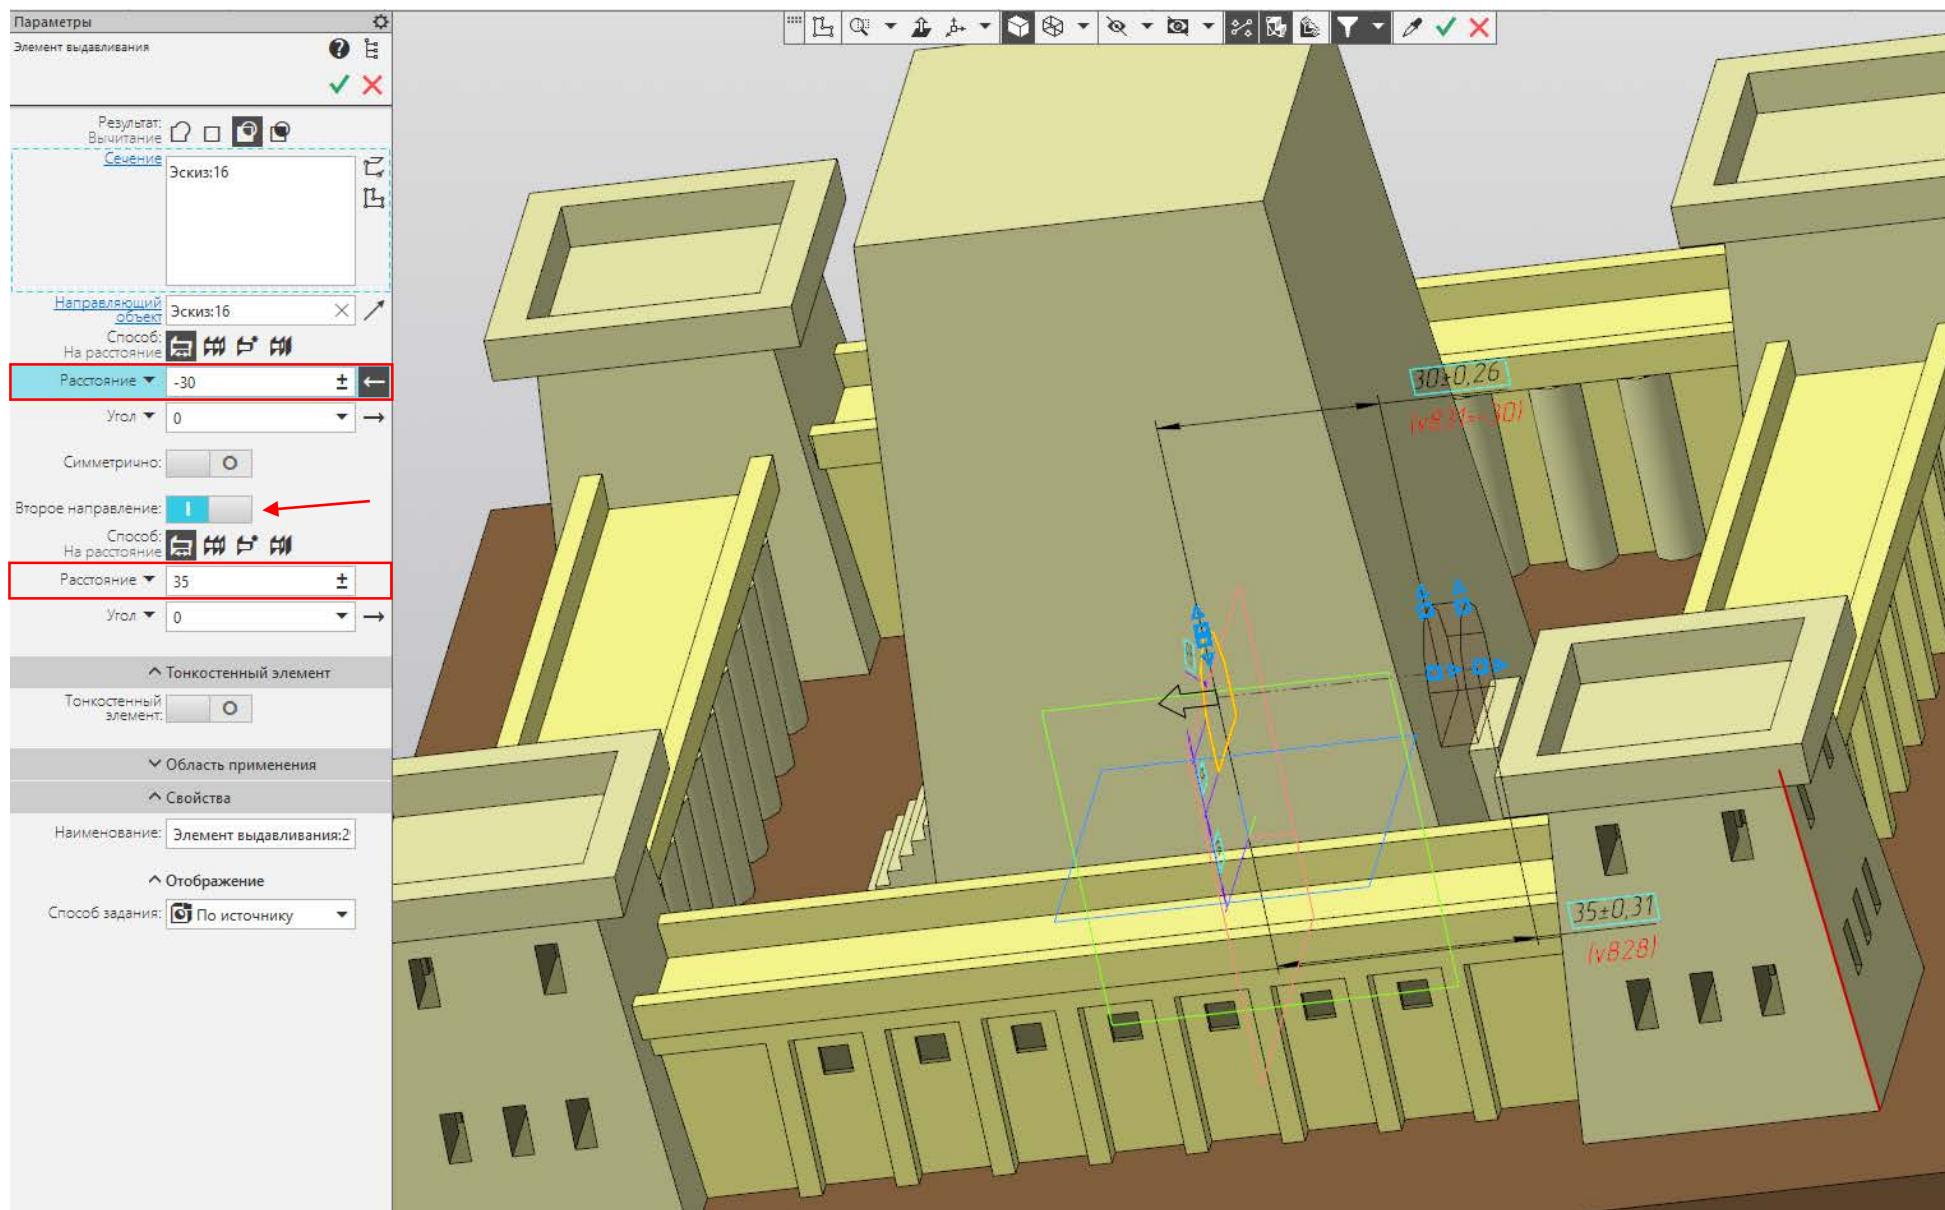 Параметры
Элемент выдавливания
Результат:
Вычитание
Сечение
Эскиз:16
Направляющий
объект
Эскиз:16
Способ:
На расстояние
Расстояние
-30
Угол
0
Симметрично:
Второе направление:
Способ:
На расстояние
Расстояние
35
Угол
0
Тонкостенный элемент
Тонкостенный
элемент:
Область применения
Свойства
Наименование:
Элемент выдавливания:2
Отображение
Способ задания:
По источнику
30±0,26
(v831=-30)
35±0,31
(v828)